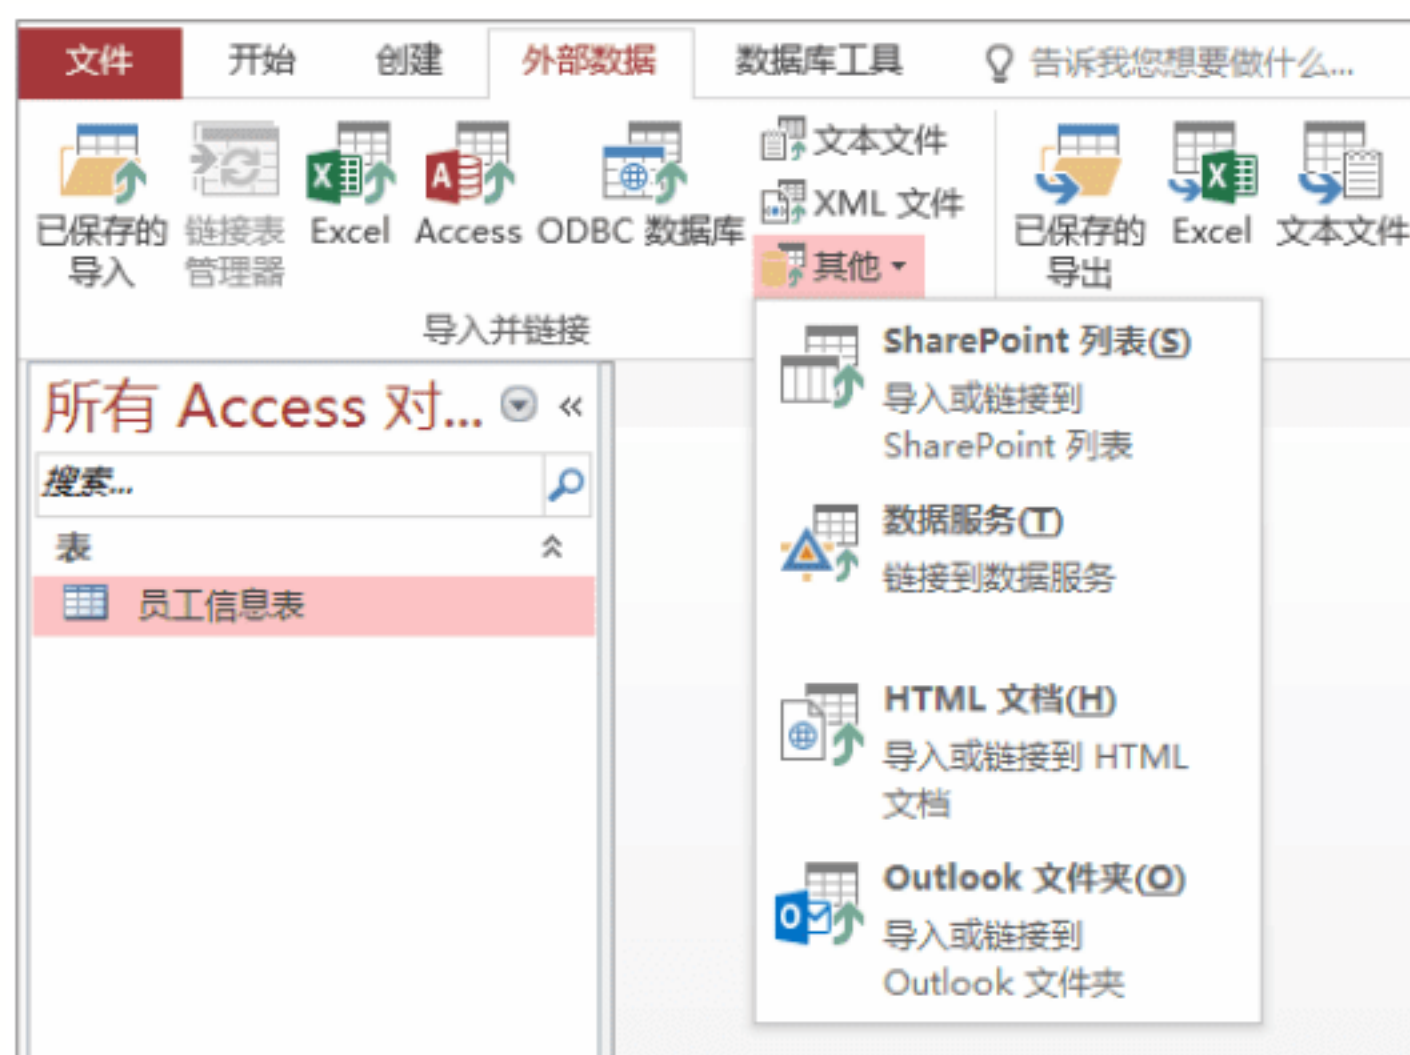 文件 开始 创建 外部数据 数据库工具 告诉我您想要做什么...
已保存的导入
链接表管理器
Excel
Access
ODBC 数据库
文本文件
XML 文件
其他
导入并链接
已保存的导出
Excel
文本文件
所有 Access 对... «
搜索...
表
员工信息表
SharePoint 列表(S)
导入或链接到
SharePoint 列表
数据服务(T)
链接到数据服务
HTML 文档(H)
导入或链接到 HTML
文档
Outlook 文件夹(O)
导入或链接到
Outlook 文件夹